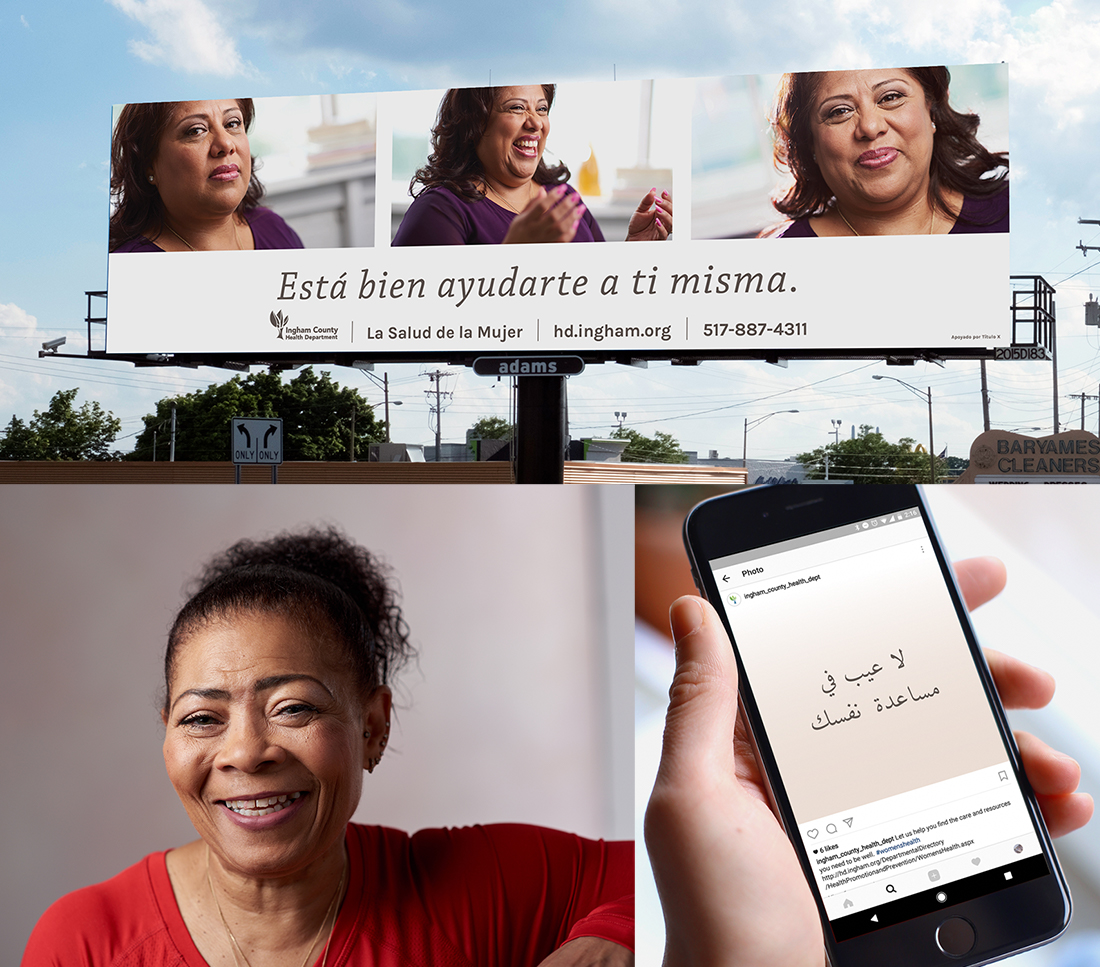 Está bien ayudarte a ti misma.
Ingham County
Health Department
La Salud de la Mujer
hd.ingham.org
517-887-4311
Apoyado por Título X
adams
2015D183
ONLY ONLY
BARYAMES
CLEANERS
2:16
Photo
ingham_county_health_dept
لا عيب في
مساعدة نفسك
6 likes
ingham_county_health_dept Let us help you find the care and resources
you need to be well. #womenshealth
http://hd.ingham.org/DepartmentalDirectory
/HealthPromotionandPrevention/WomensHealth.aspx